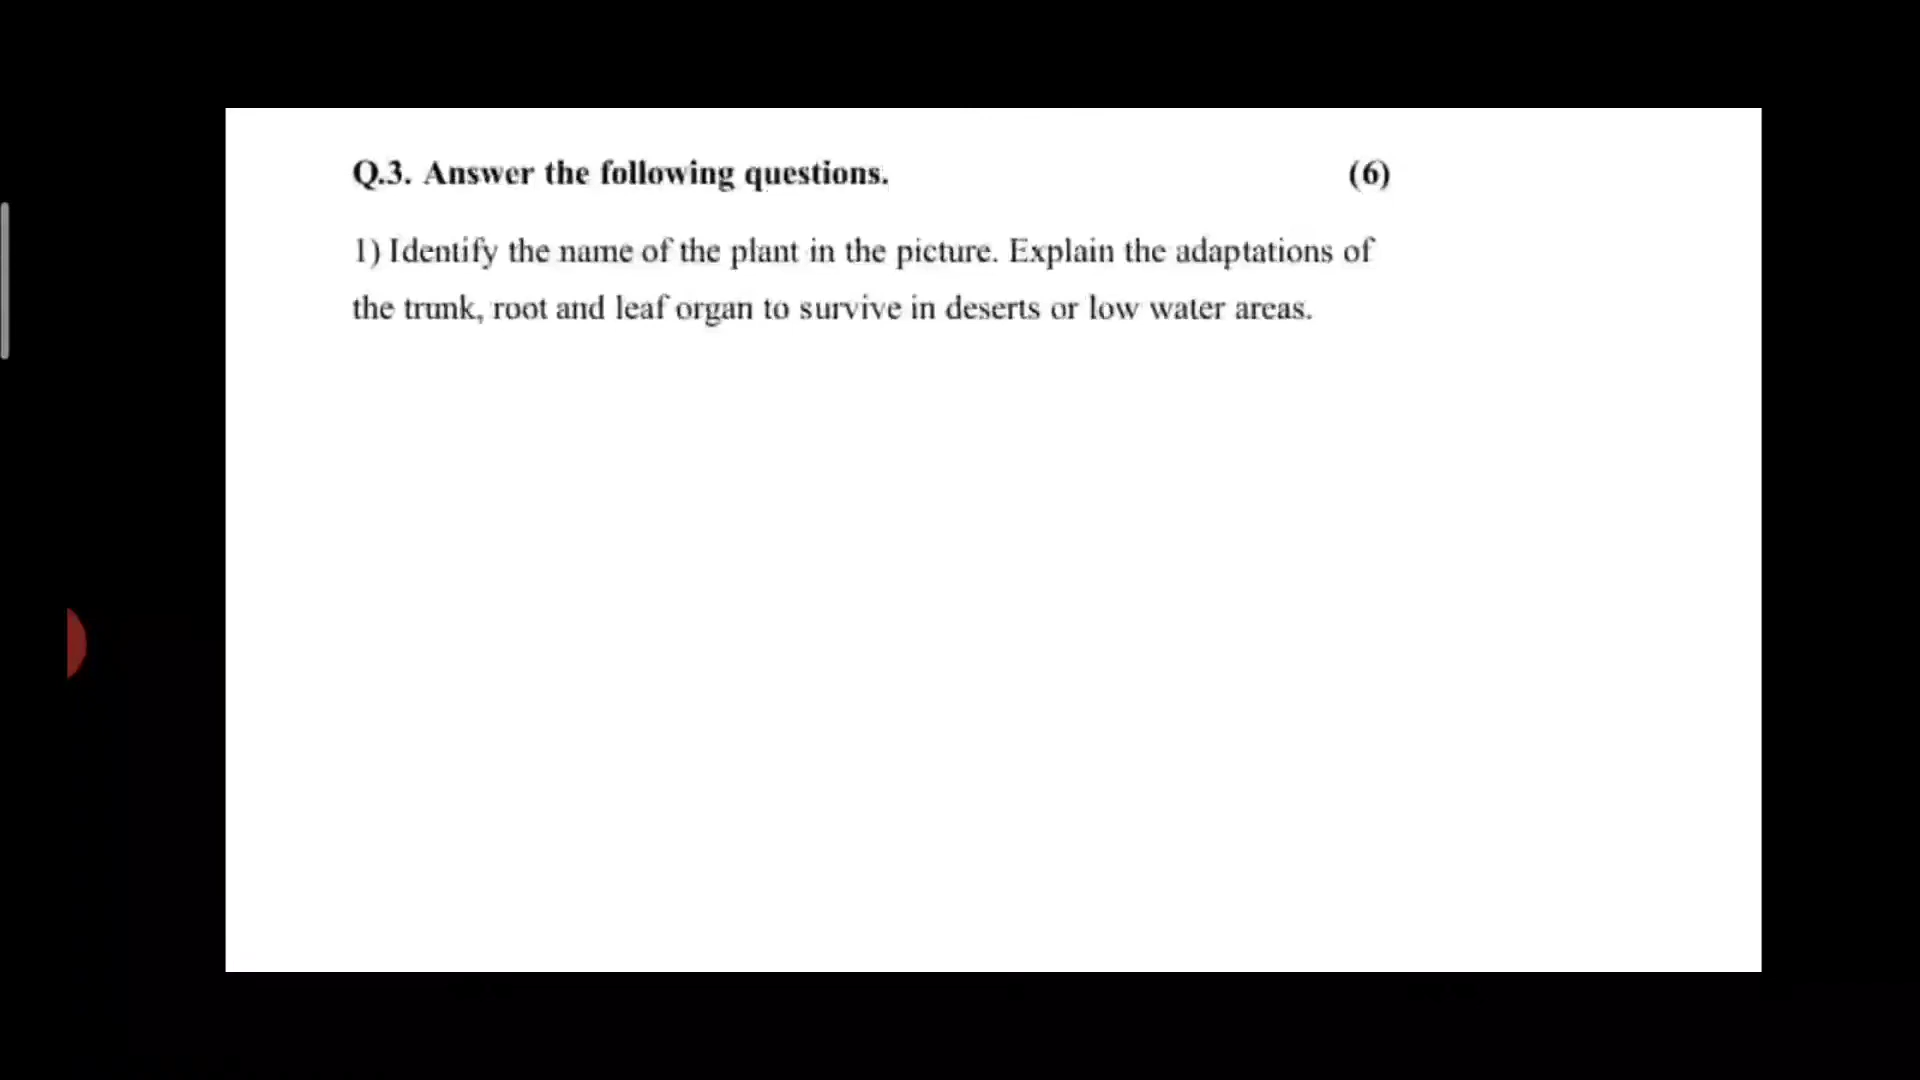 Q.3. Answer the following questions. (6)
1) Identify the name of the plant in the picture. Explain the adaptations of
the trunk, root and leaf organ to survive in deserts or low water areas.